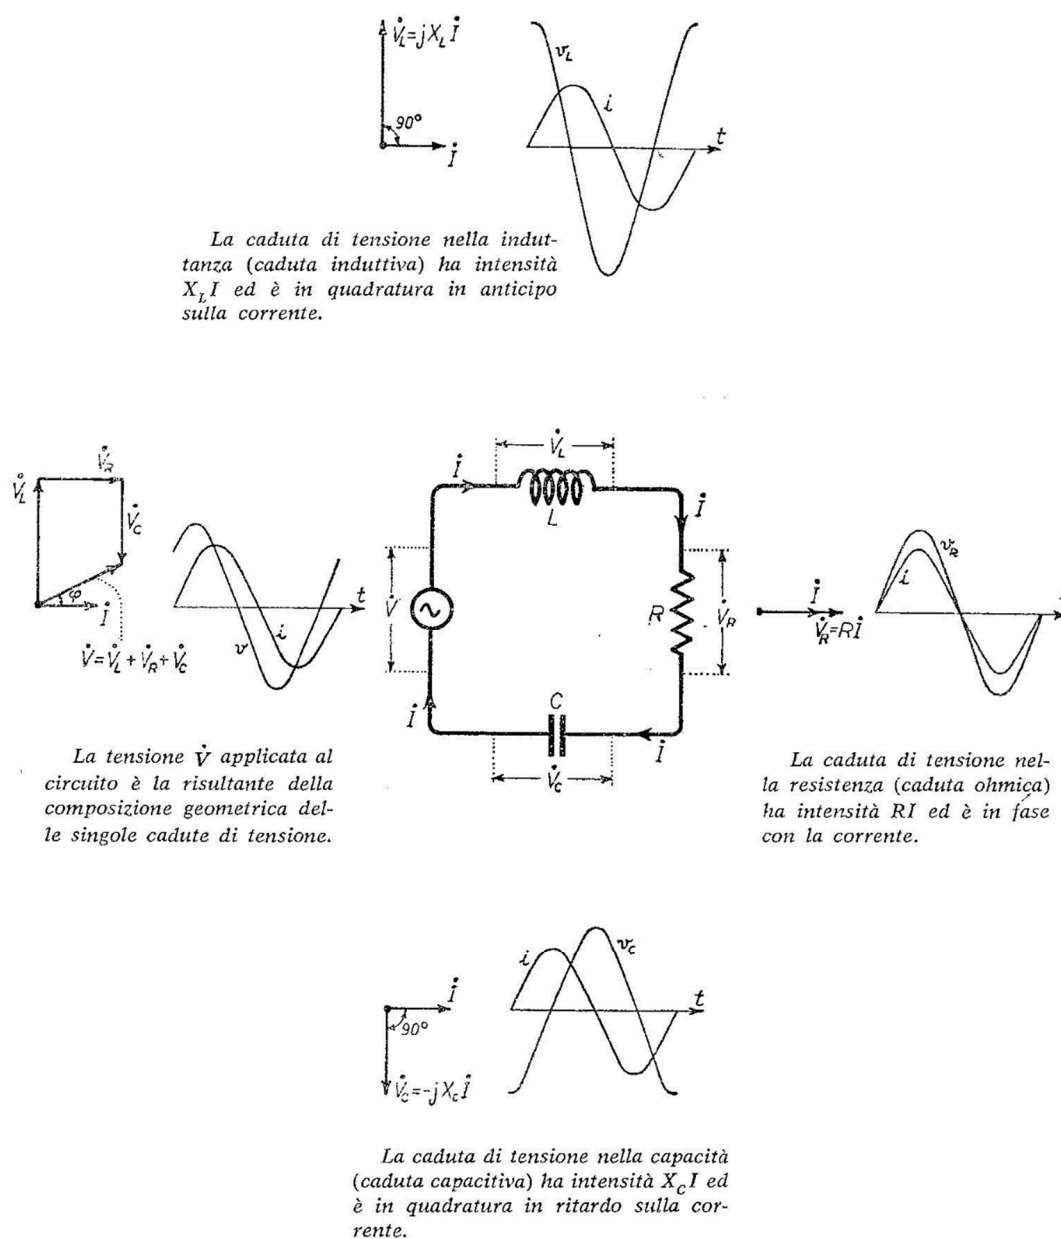 V̇L=jXLİ
90°
İ
vL
i
t
La caduta di tensione nella indut-
tanza (caduta induttiva) ha intensità
XLI ed è in quadratura in anticipo
sulla corrente.
V̇L
V̇R
V̇C
φ
İ
V̇=V̇L+V̇R+V̇C
v
i
t
La tensione V̇ applicata al
circuito è la risultante della
composizione geometrica del-
le singole cadute di tensione.
İ
V̇L
L
İ
V̇
R
V̇R
C
İ
İ
V̇C
İ
V̇R=Rİ
i
vR
La caduta di tensione nel-
la resistenza (caduta ohmica)
ha intensità RI ed è in fase
con la corrente.
İ
90°
V̇C=-jXCİ
i
vC
t
La caduta di tensione nella capacità
(caduta capacitiva) ha intensità XCI ed
è in quadratura in ritardo sulla cor-
rente.